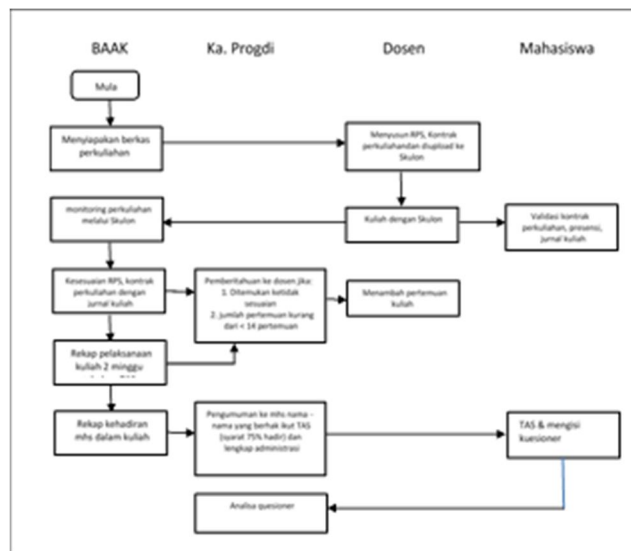 BAAK
Ka. Progdi
Dosen
Mahasiswa
Mula
Menyiapakan berkas
perkuliahan
Menyusun RPS, Kontrak
perkuliahandan diupload ke
Skulon
monitoring perkuliahan
melalui Skulon
Kuliah dengan Skulon
Validasi kontrak
perkuliahan, presensi,
jurnal kuliah
Kesesuaian RPS, kontrak
perkuliahan dengan
jurnal kuliah
Pemberitahuan ke dosen jika:
1. Ditemukan ketidak
sesuaian
2. jumlah pertemuan kurang
dari < 14 pertemuan
Menambah pertemuan
kuliah
Rekap pelaksanaan
kuliah 2 minggu
Rekap kehadiran
mhs dalam kuliah
Pengumuman ke mhs nama -
nama yang berhak ikut TAS
(syarat 75% hadir) dan
lengkap administrasi
TAS & mengisi
kuesioner
Analisa quesioner